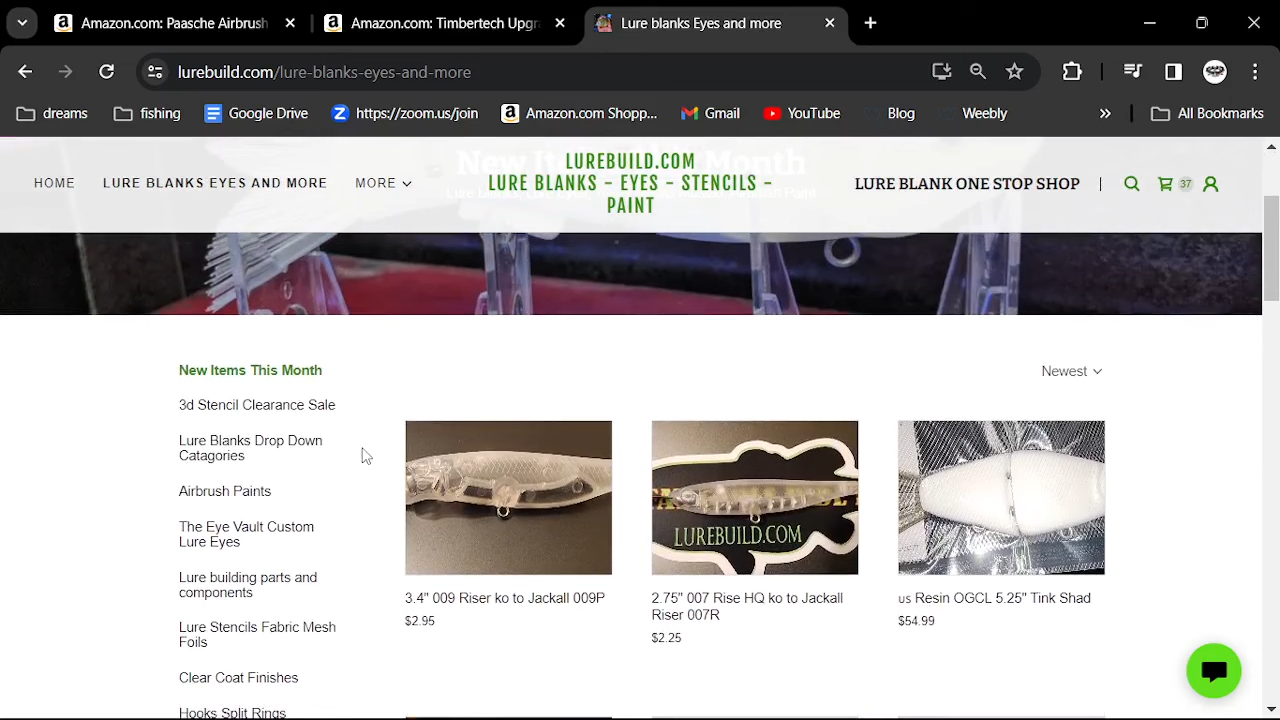 Amazon.com: Paasche Airbrush
Amazon.com: Timbertech Upgra
Lure blanks Eyes and more
lurebuild.com/lure-blanks-eyes-and-more
dreams
fishing
Google Drive
https://zoom.us/join
Amazon.com Shopp...
Gmail
YouTube
Blog
Weebly
All Bookmarks
HOME
LURE BLANKS EYES AND MORE
MORE
LUREBUILD.COM
LURE BLANKS - EYES - STENCILS -
PAINT
LURE BLANK ONE STOP SHOP
37
New Items This Month
3d Stencil Clearance Sale
Lure Blanks Drop Down
Catagories
Airbrush Paints
The Eye Vault Custom
Lure Eyes
Lure building parts and
components
Lure Stencils Fabric Mesh
Foils
Clear Coat Finishes
Hooks Split Rings
Newest
LUREBUILD.COM
3.4" 009 Riser ko to Jackall 009P
$2.95
2.75" 007 Rise HQ ko to Jackall
Riser 007R
$2.25
us Resin OGCL 5.25" Tink Shad
$54.99